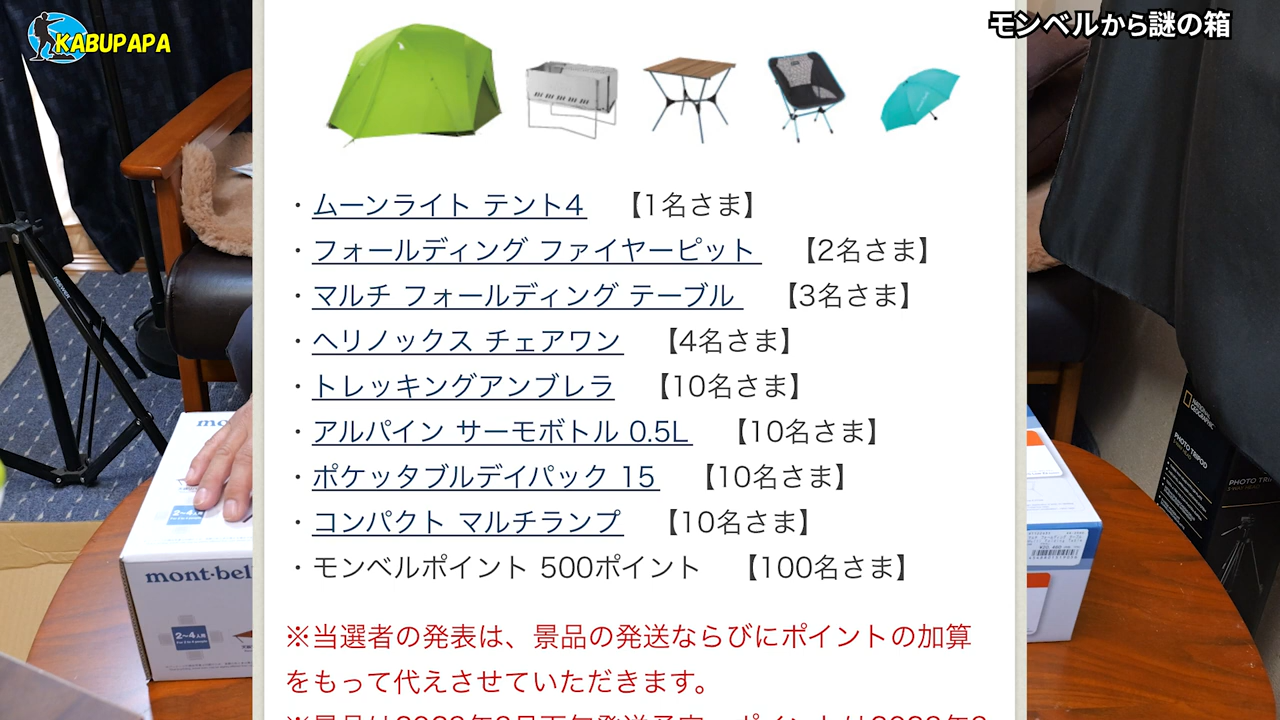 KABUPAPA
モンベルから謎の箱
・ムーンライト テント4 【1名さま】
・フォールディング ファイヤーピット 【2名さま】
・マルチ フォールディング テーブル 【3名さま】
・ヘリノックス チェアワン 【4名さま】
・トレッキングアンブレラ 【10名さま】
・アルパイン サーモボトル 0.5L 【10名さま】
・ポケッタブルデイパック 15 【10名さま】
・コンパクト マルチランプ 【10名さま】
・モンベルポイント 500ポイント 【100名さま】
※当選者の発表は、景品の発送ならびにポイントの加算
をもって代えさせていただきます。
mont-bel
2〜4人用
NATIONAL
GEOGRAPHIC
PHOTO TRIPOD
PHOTO TRI